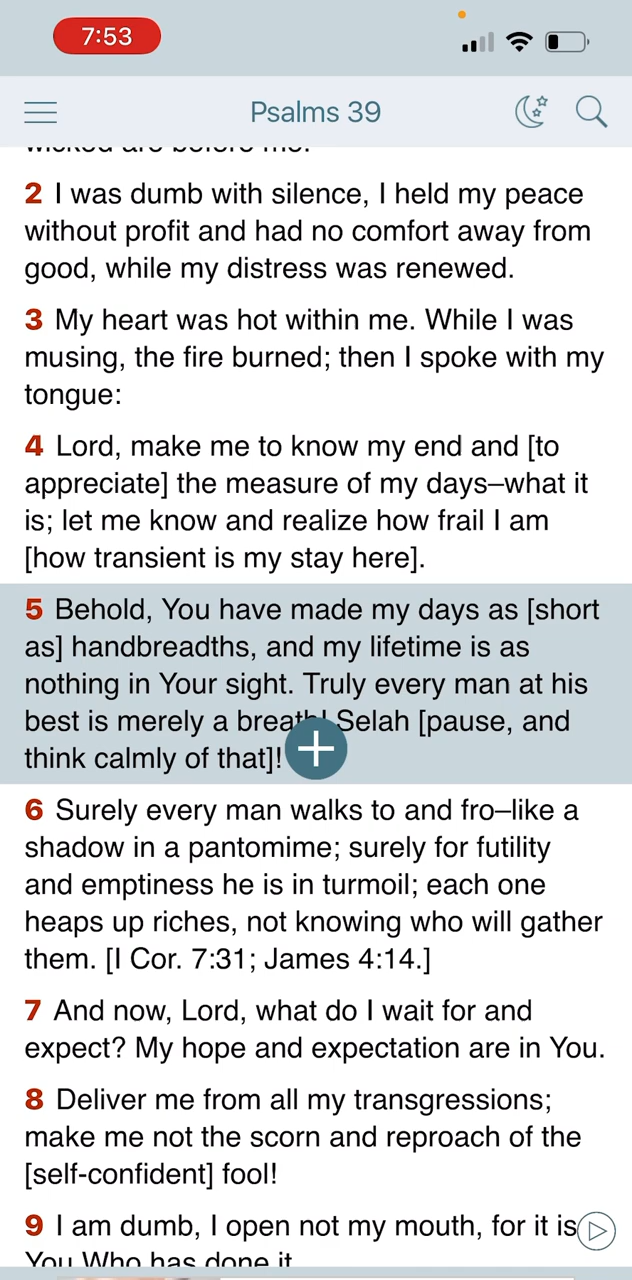 7:53
Psalms 39
wicked are before me.
2 I was dumb with silence, I held my peace
without profit and had no comfort away from
good, while my distress was renewed.
3 My heart was hot within me. While I was
musing, the fire burned; then I spoke with my
tongue:
4 Lord, make me to know my end and [to
appreciate] the measure of my days–what it
is; let me know and realize how frail I am
[how transient is my stay here].
5 Behold, You have made my days as [short
as] handbreadths, and my lifetime is as
nothing in Your sight. Truly every man at his
best is merely a breath! Selah [pause, and
think calmly of that]!
6 Surely every man walks to and fro–like a
shadow in a pantomime; surely for futility
and emptiness he is in turmoil; each one
heaps up riches, not knowing who will gather
them. [I Cor. 7:31; James 4:14.]
7 And now, Lord, what do I wait for and
expect? My hope and expectation are in You.
8 Deliver me from all my transgressions;
make me not the scorn and reproach of the
[self-confident] fool!
9 I am dumb, I open not my mouth, for it is
You Who has done it